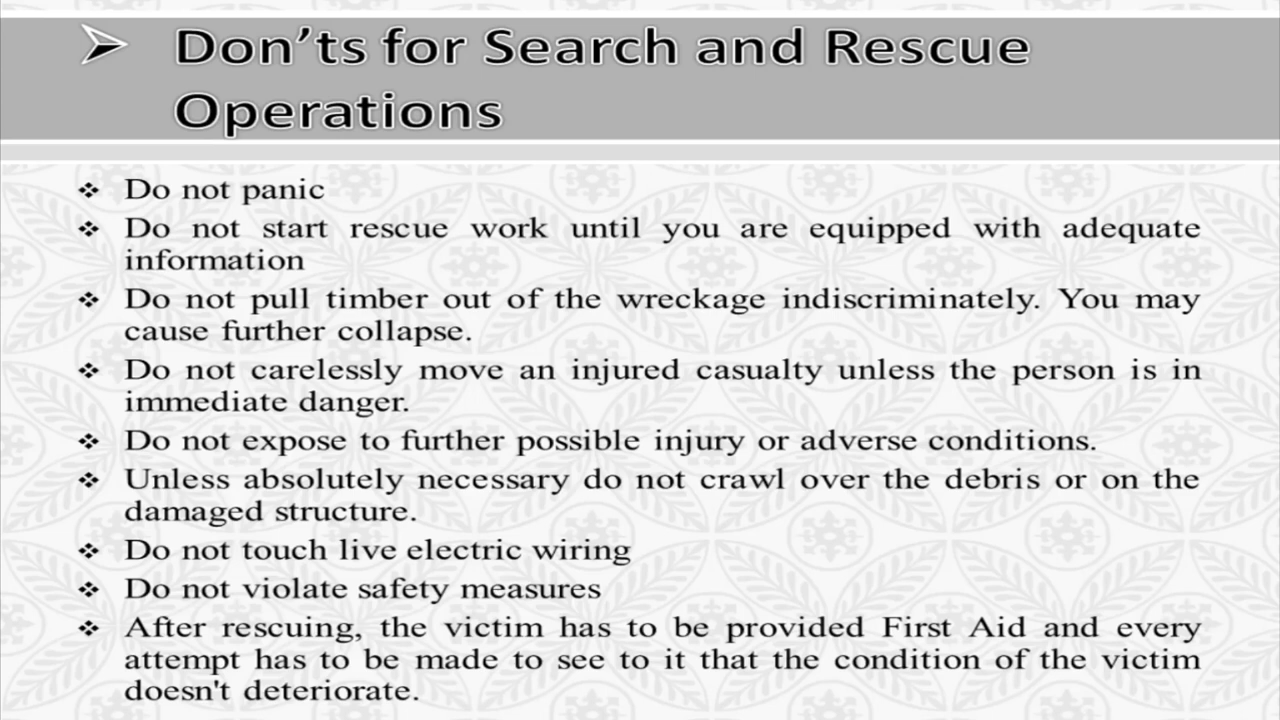 Don’ts for Search and Rescue
Operations
Do not panic
Do not start rescue work until you are equipped with adequate
information
Do not pull timber out of the wreckage indiscriminately. You may
cause further collapse.
Do not carelessly move an injured casualty unless the person is in
immediate danger.
Do not expose to further possible injury or adverse conditions.
Unless absolutely necessary do not crawl over the debris or on the
damaged structure.
Do not touch live electric wiring
Do not violate safety measures
After rescuing, the victim has to be provided First Aid and every
attempt has to be made to see to it that the condition of the victim
doesn't deteriorate.